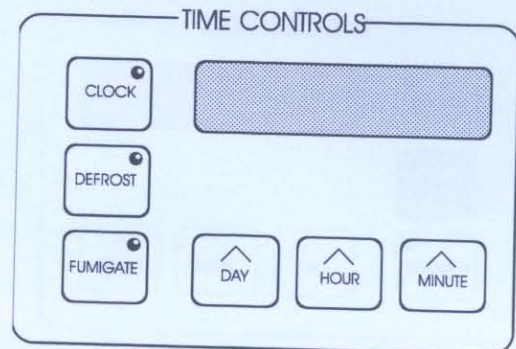 TIME CONTROLS
CLOCK
DEFROST
FUMIGATE
DAY
HOUR
MINUTE